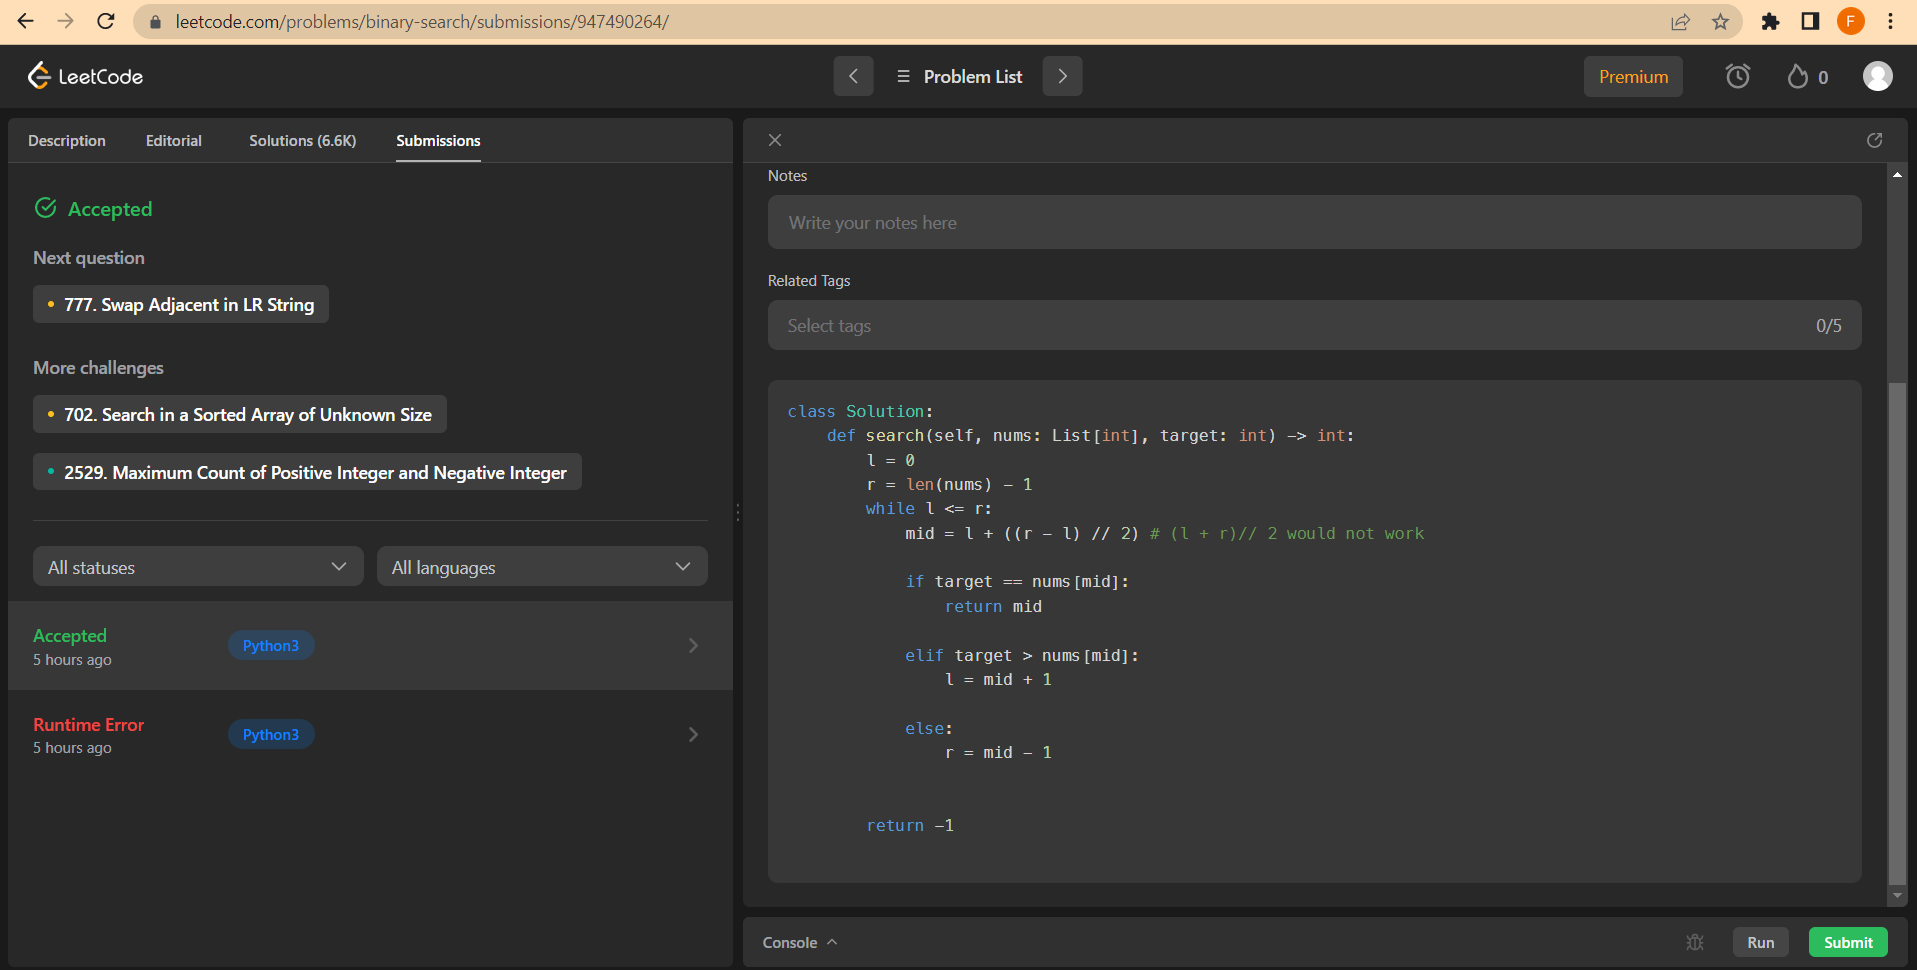 leetcode.com/problems/binary-search/submissions/947490264/
F
LeetCode
Problem List
Premium
0
Description Editorial Solutions (6.6K) Submissions
Accepted
Next question
777. Swap Adjacent in LR String
More challenges
702. Search in a Sorted Array of Unknown Size
2529. Maximum Count of Positive Integer and Negative Integer
All statuses All languages
Accepted Python3
5 hours ago
Runtime Error Python3
5 hours ago
Notes
Write your notes here
Related Tags
Select tags 0/5
class Solution:
    def search(self, nums: List[int], target: int) -> int:
        l = 0
        r = len(nums) - 1
        while l <= r:
            mid = l + ((r - l) // 2) # (l + r)// 2 would not work
            if target == nums[mid]:
                return mid
            elif target > nums[mid]:
                l = mid + 1
            else:
                r = mid - 1
        return -1
Console Run Submit